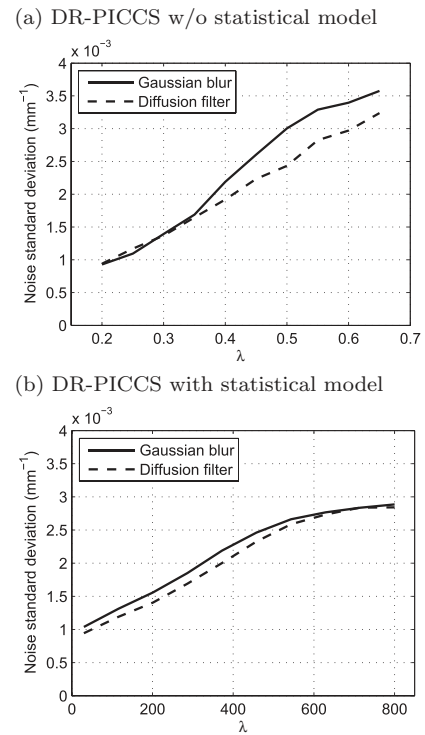 (a) DR-PICCS w/o statistical model
x 10⁻³
4
3.5
3
2.5
2
1.5
1
0.5
0
Noise standard deviation (mm⁻¹)
Gaussian blur
Diffusion filter
0.2 0.3 0.4 0.5 0.6 0.7
λ
(b) DR-PICCS with statistical model
x 10⁻³
4
3.5
3
2.5
2
1.5
1
0.5
0
Noise standard deviation (mm⁻¹)
Gaussian blur
Diffusion filter
0 200 400 600 800
λ